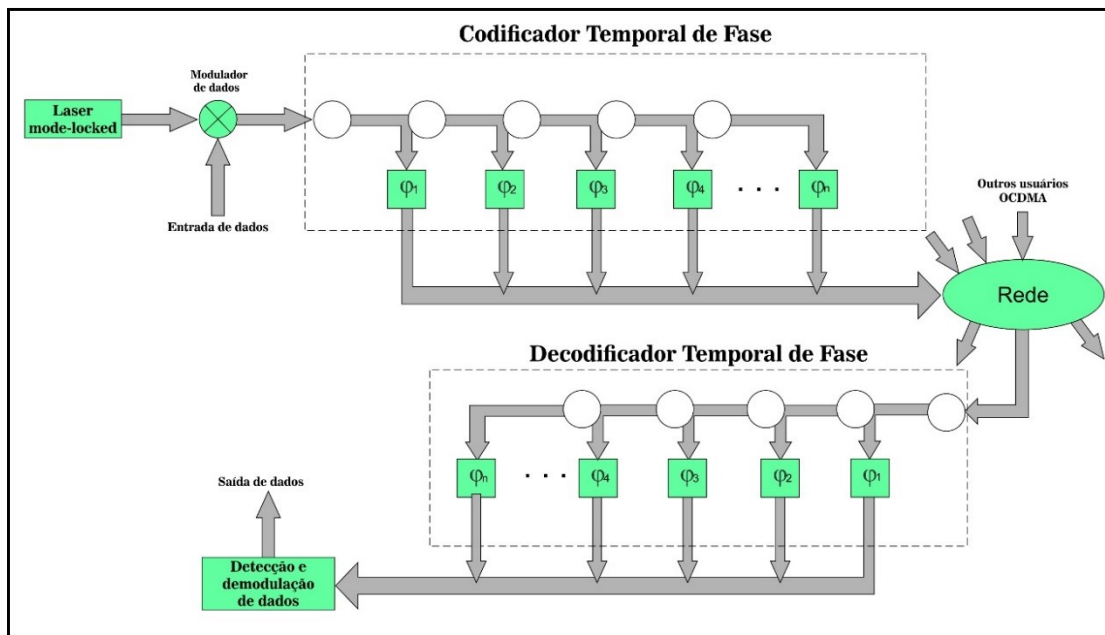 Codificador Temporal de Fase
Modulador
de dados
Laser
mode-locked
φ1
φ2
φ3
φ4
. . .
φn
Entrada de dados
Outros usuários
OCDMA
Rede
Decodificador Temporal de Fase
φn
. . .
φ4
φ3
φ2
φ1
Saída de dados
Detecção e
demodulação
de dados